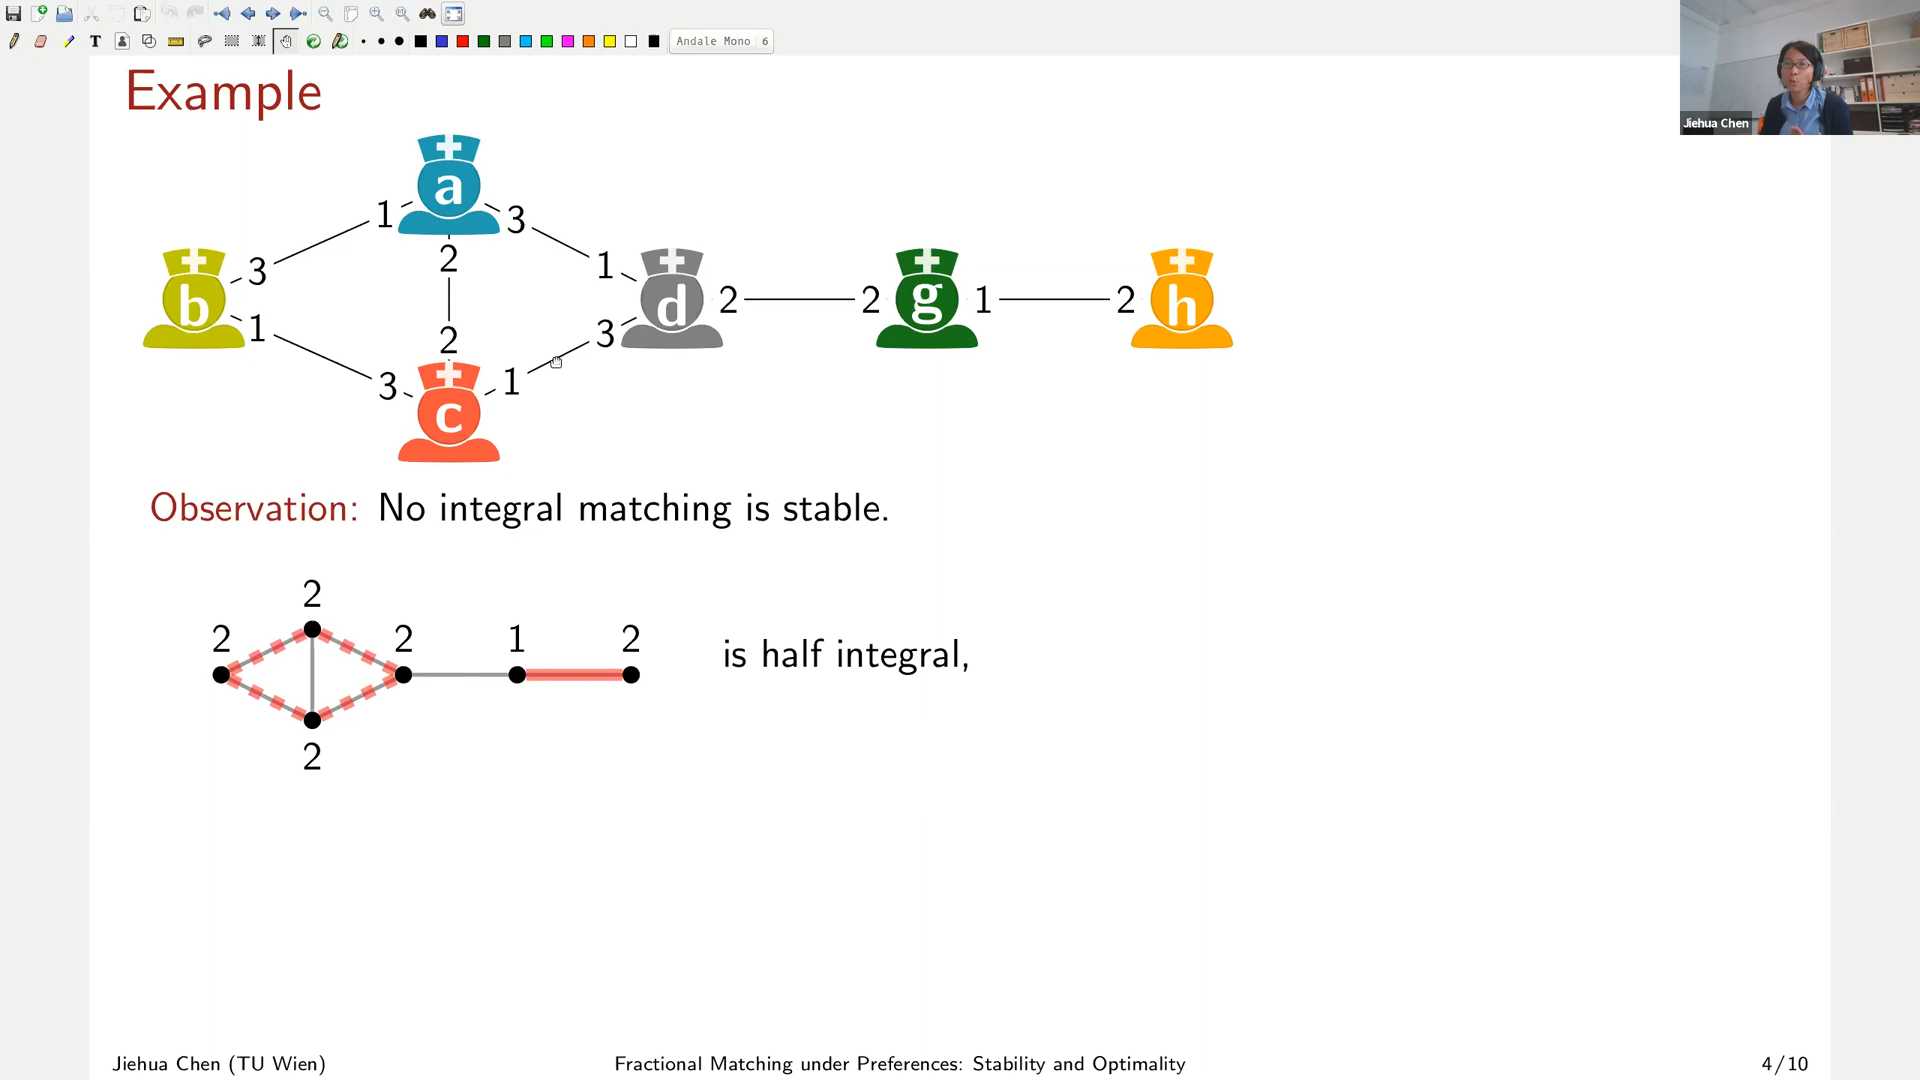 Andale Mono 6
Jiehua Chen
Example
a
1 3
2
3 1
b d 2 2 g 1 2 h
1 3
2
3 1
c
Observation: No integral matching is stable.
2
2 2 1 2
is half integral,
2
Jiehua Chen (TU Wien) Fractional Matching under Preferences: Stability and Optimality 4/10